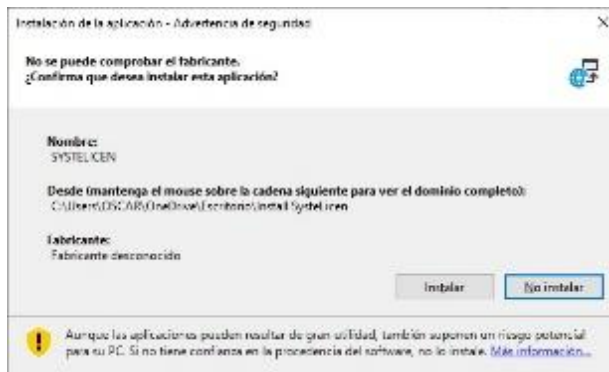 Instalación de la aplicación - Advertencia de seguridad
No se puede comprobar el fabricante.
¿Confirma que desea instalar esta aplicación?
Nombre:
SYSTELICEN
Desde (mantenga el mouse sobre la cadena siguiente para ver el dominio completo):
C:\Users\OSCAR\OneDrive\Escritorio\Install SysteLicen
Fabricante:
Fabricante desconocido
Instalar
No instalar
Aunque las aplicaciones pueden resultar de gran utilidad, también suponen un riesgo potencial
para su PC. Si no tiene confianza en la procedencia del software, no lo instale. Más información...